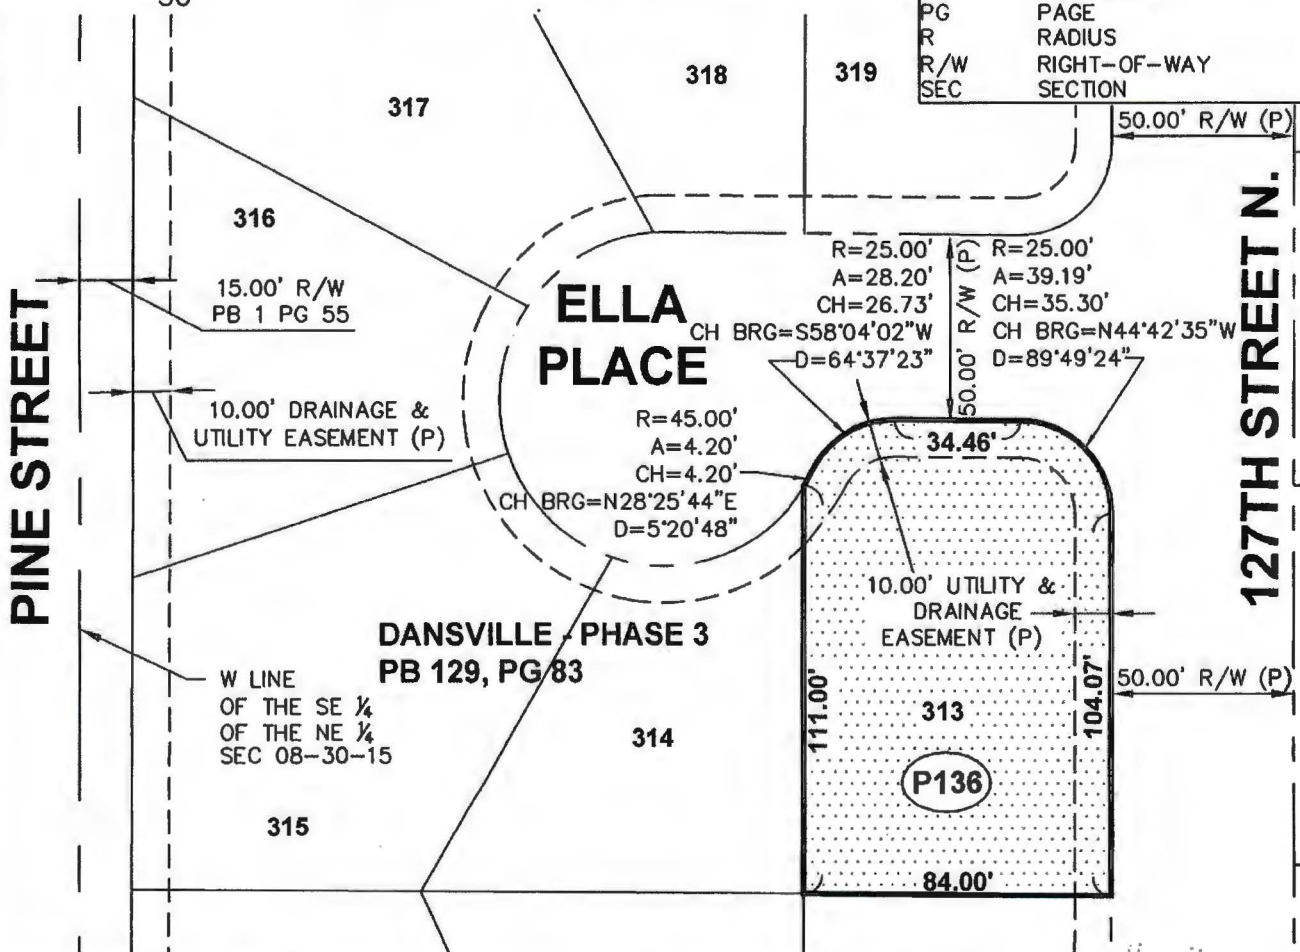 PG PAGE
R RADIUS
R/W RIGHT-OF-WAY
SEC SECTION
50.00' R/W (P)
317
318
319
316
15.00' R/W
PB 1 PG 55
PINE STREET
10.00' DRAINAGE &
UTILITY EASEMENT (P)
ELLA
PLACE
R=25.00'
A=28.20'
CH=26.73'
CH BRG=S58°04'02"W
D=64°37'23"
50.00' R/W (P)
R=25.00'
A=39.19'
CH=35.30'
CH BRG=N44°42'35"W
D=89°49'24"
127TH STREET N.
R=45.00'
A=4.20'
CH=4.20'
CH BRG=N28°25'44"E
D=5°20'48"
34.46'
10.00' UTILITY &
DRAINAGE
EASEMENT (P)
DANSVILLE - PHASE 3
PB 129, PG 83
W LINE
OF THE SE ¼
OF THE NE ¼
SEC 08-30-15
314
315
111.00'
313
P136
104.07'
50.00' R/W (P)
84.00'